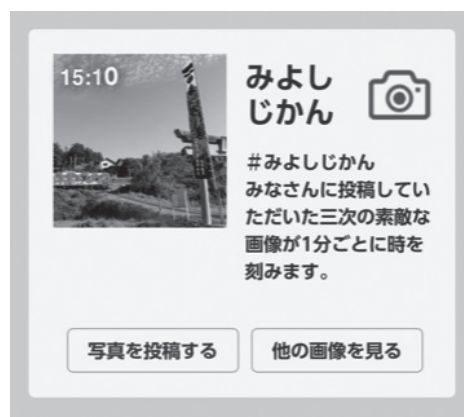 15:10
みよし
じかん
#みよしじかん
みなさんに投稿してい
ただいた三次の素敵な
画像が1分ごとに時を
刻みます。
写真を投稿する
他の画像を見る